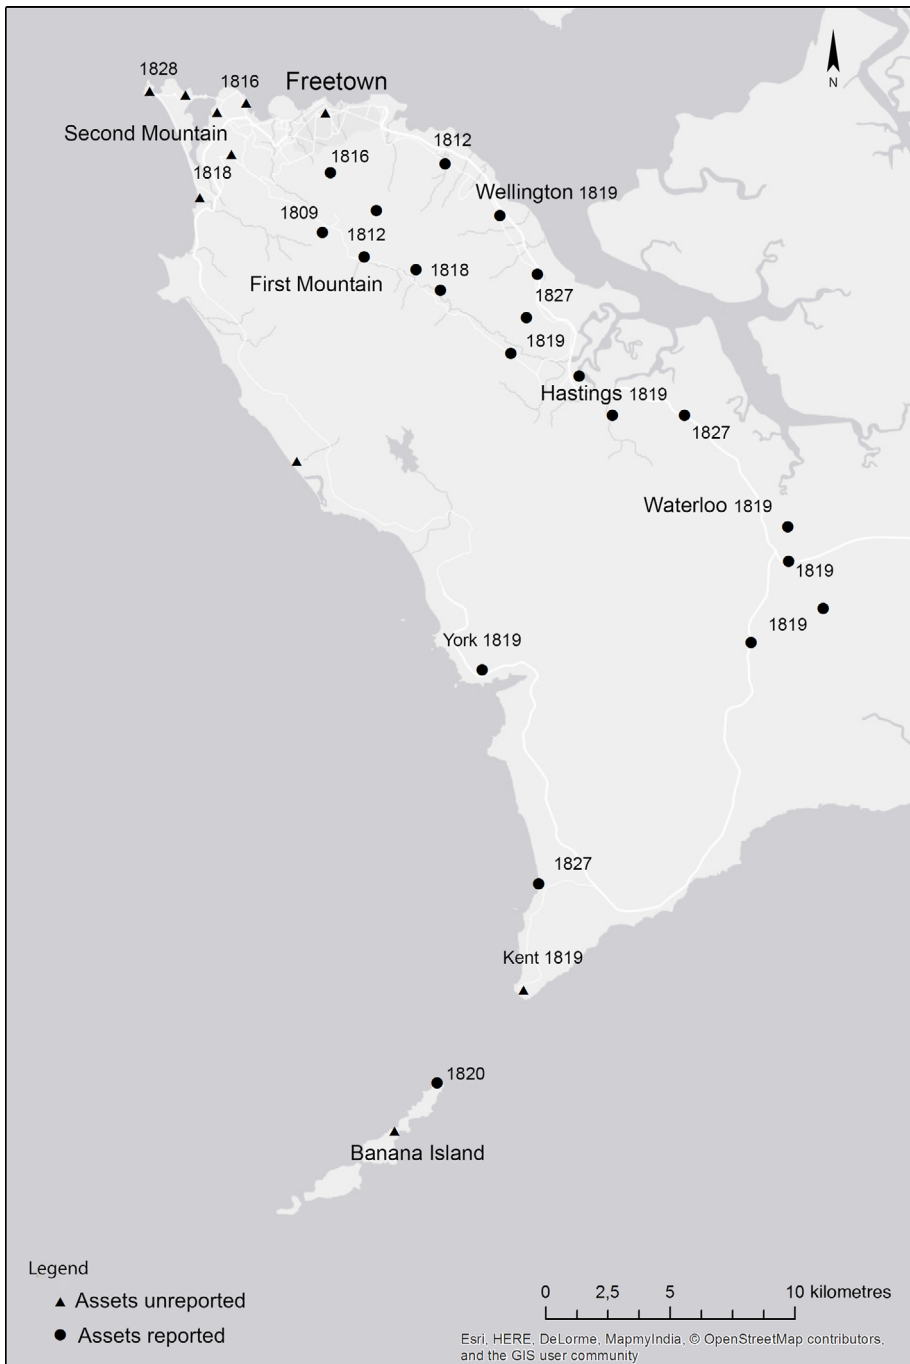 N
1828
1816
Freetown
Second Mountain
1812
1816
1818
Wellington 1819
1809
1812
1818
First Mountain
1827
1819
Hastings 1819
1827
Waterloo 1819
1819
1819
York 1819
1827
Kent 1819
1820
Banana Island
Legend
Assets unreported
Assets reported
0 2,5 5 10 kilometres
Esri, HERE, DeLorme, MapmyIndia, © OpenStreetMap contributors,
and the GIS user community